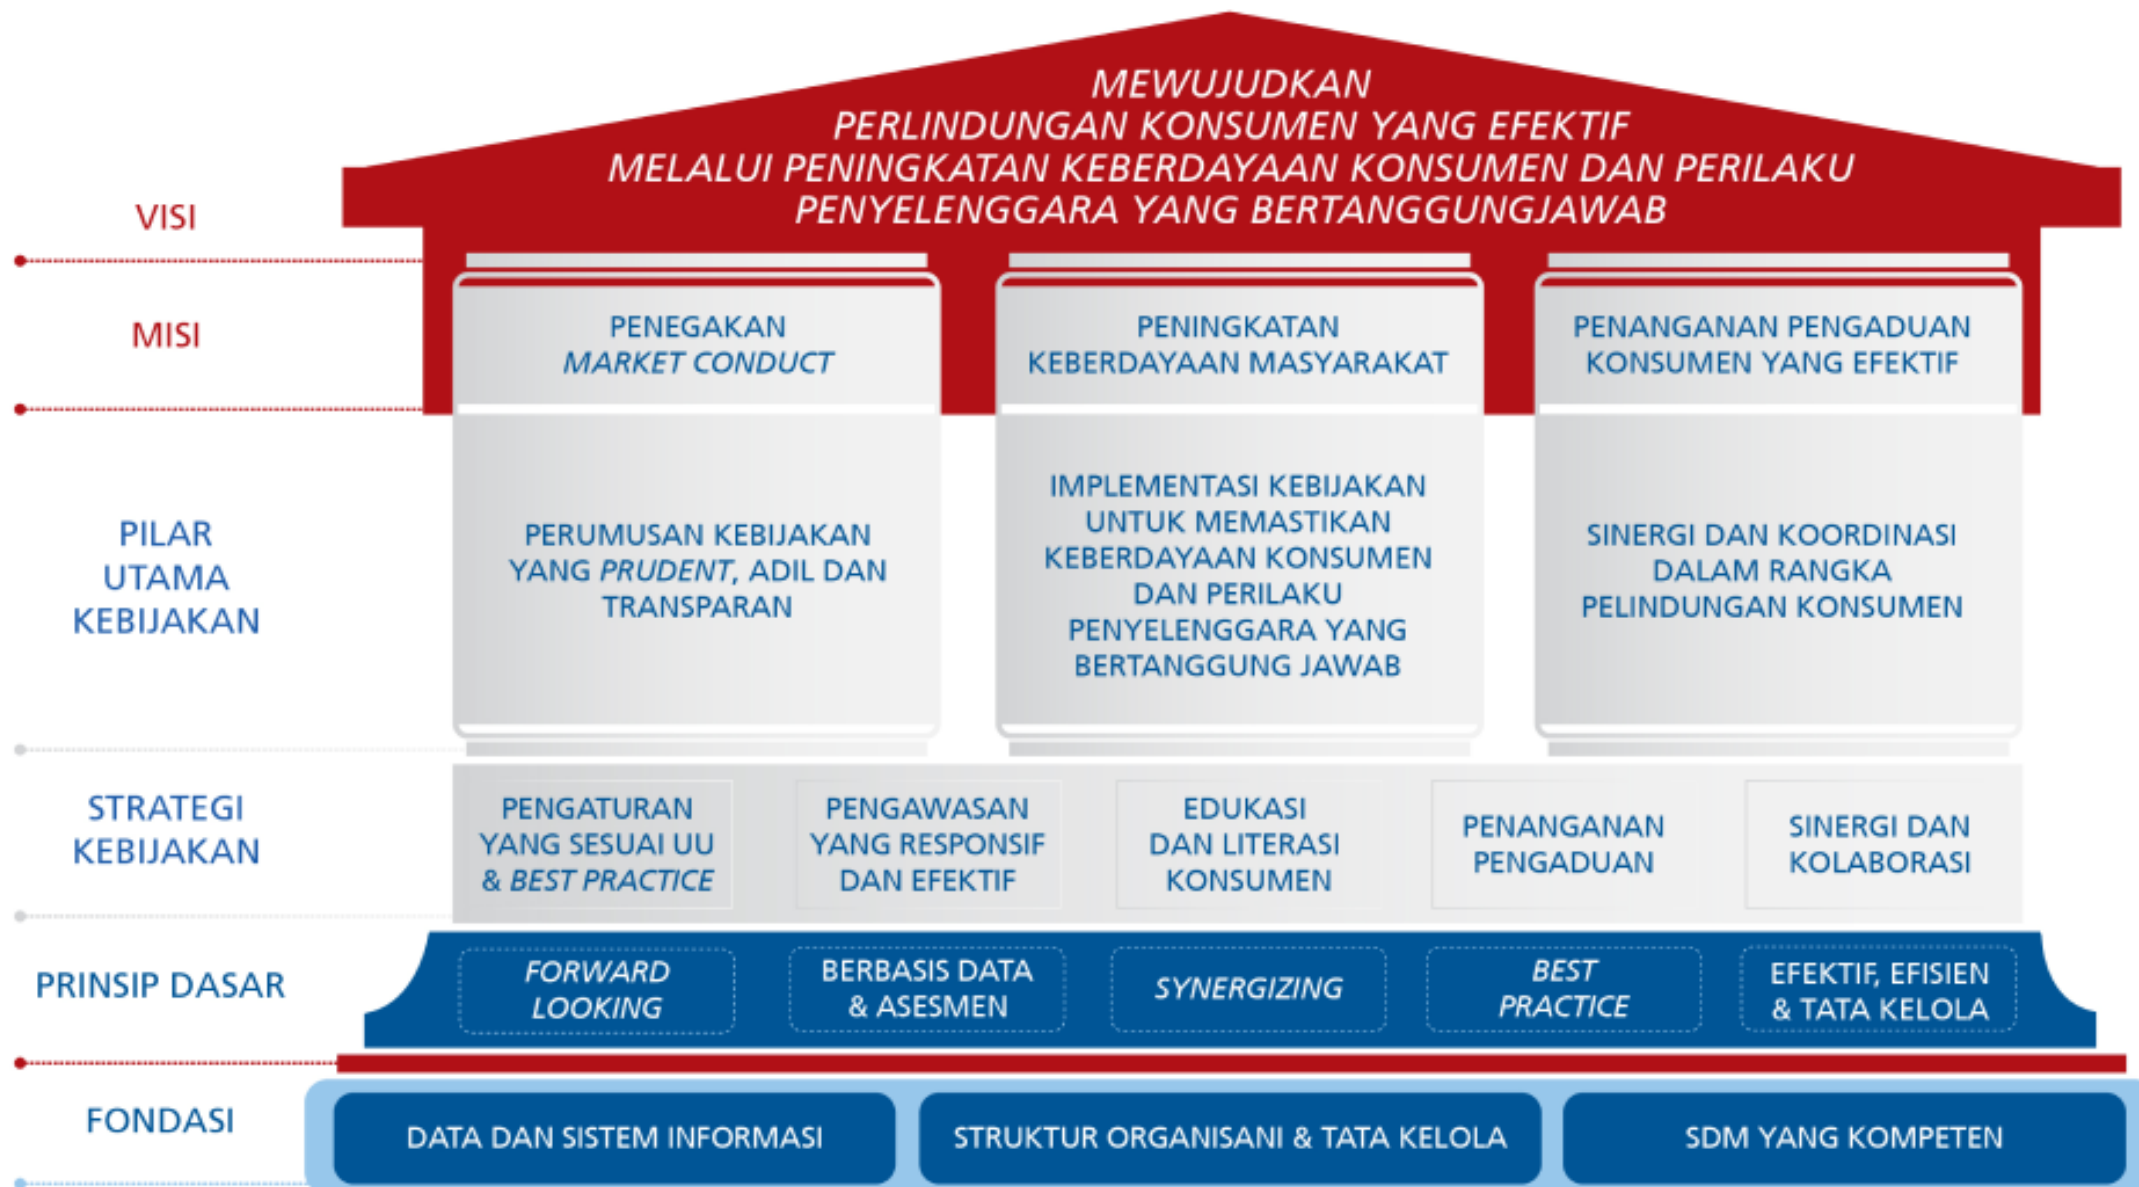 MEWUJUDKAN
PERLINDUNGAN KONSUMEN YANG EFEKTIF
MELALUI PENINGKATAN KEBERDAYAAN KONSUMEN DAN PERILAKU
PENYELENGGARA YANG BERTANGGUNGJAWAB
VISI
MISI
PENEGAKAN
MARKET CONDUCT
PENINGKATAN
KEBERDAYAAN MASYARAKAT
PENANGANAN PENGADUAN
KONSUMEN YANG EFEKTIF
PILAR
UTAMA
KEBIJAKAN
PERUMUSAN KEBIJAKAN
YANG PRUDENT, ADIL DAN
TRANSPARAN
IMPLEMENTASI KEBIJAKAN
UNTUK MEMASTIKAN
KEBERDAYAAN KONSUMEN
DAN PERILAKU
PENYELENGGARA YANG
BERTANGGUNG JAWAB
SINERGI DAN KOORDINASI
DALAM RANGKA
PELINDUNGAN KONSUMEN
STRATEGI
KEBIJAKAN
PENGATURAN
YANG SESUAI UU
& BEST PRACTICE
PENGAWASAN
YANG RESPONSIF
DAN EFEKTIF
EDUKASI
DAN LITERASI
KONSUMEN
PENANGANAN
PENGADUAN
SINERGI DAN
KOLABORASI
PRINSIP DASAR
FORWARD
LOOKING
BERBASIS DATA
& ASESMEN
SYNERGIZING
BEST
PRACTICE
EFEKTIF, EFISIEN
& TATA KELOLA
FONDASI
DATA DAN SISTEM INFORMASI
STRUKTUR ORGANISANI & TATA KELOLA
SDM YANG KOMPETEN